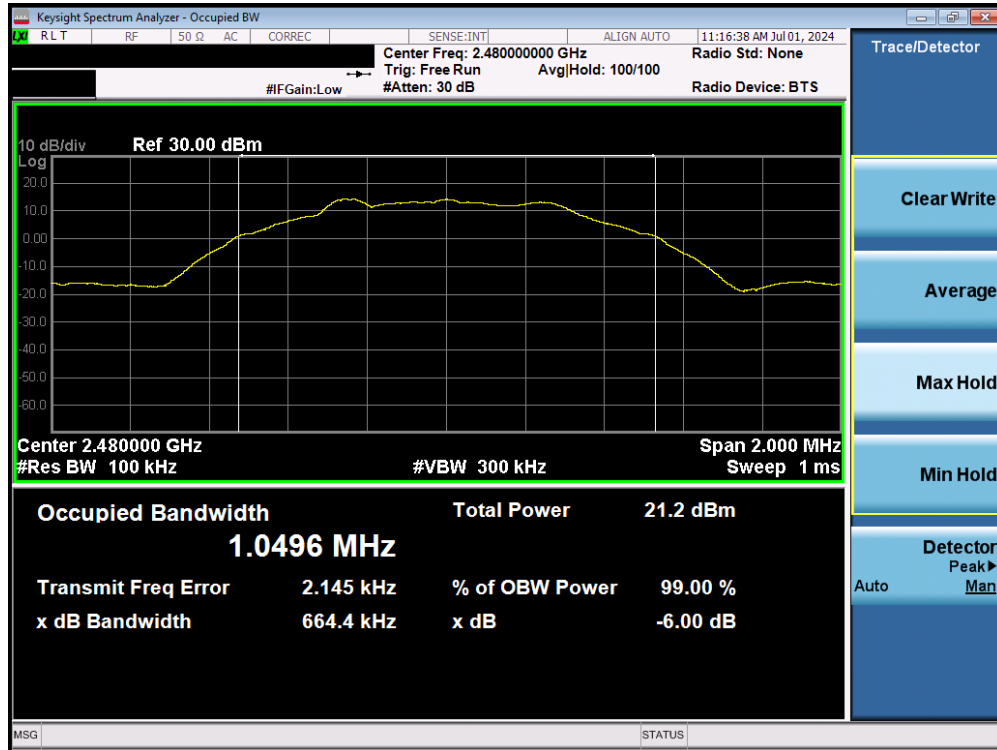 Keysight Spectrum Analyzer - Occupied BW
LXI RLT RF 50 Ω AC CORREC SENSE:INT ALIGN AUTO 11:16:38 AM Jul 01, 2024
Center Freq: 2.480000000 GHz Radio Std: None
Trig: Free Run Avg|Hold: 100/100
#IFGain:Low #Atten: 30 dB Radio Device: BTS
10 dB/div Ref 30.00 dBm
Log
20.0
10.0
0.00
-10.0
-20.0
-30.0
-40.0
-50.0
-60.0
Center 2.480000 GHz Span 2.000 MHz
#Res BW 100 kHz #VBW 300 kHz Sweep 1 ms
Occupied Bandwidth Total Power 21.2 dBm
1.0496 MHz
Transmit Freq Error 2.145 kHz % of OBW Power 99.00 %
x dB Bandwidth 664.4 kHz x dB -6.00 dB
Trace/Detector
Clear Write
Average
Max Hold
Min Hold
Detector
Peak▶
Auto Man
MSG STATUS